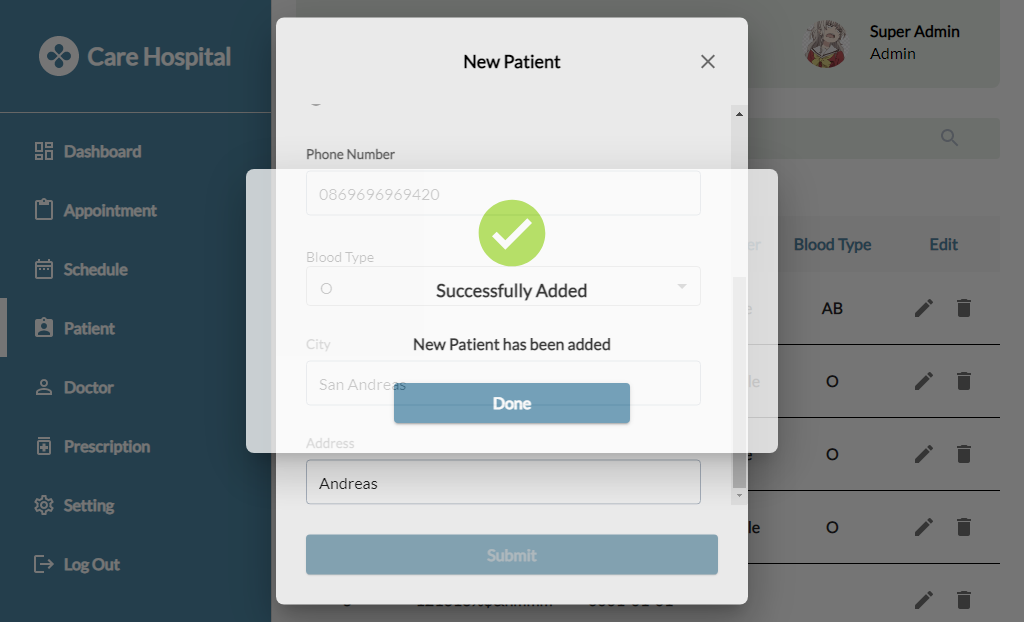 Care Hospital
Dashboard
Appointment
Schedule
Patient
Doctor
Prescription
Setting
Log Out
Super Admin
Admin
Blood Type
Edit
AB
O
O
O
New Patient
Phone Number
0869696969420
Blood Type
O
Successfully Added
City
New Patient has been added
San Andreas
Done
Address
Andreas
Submit